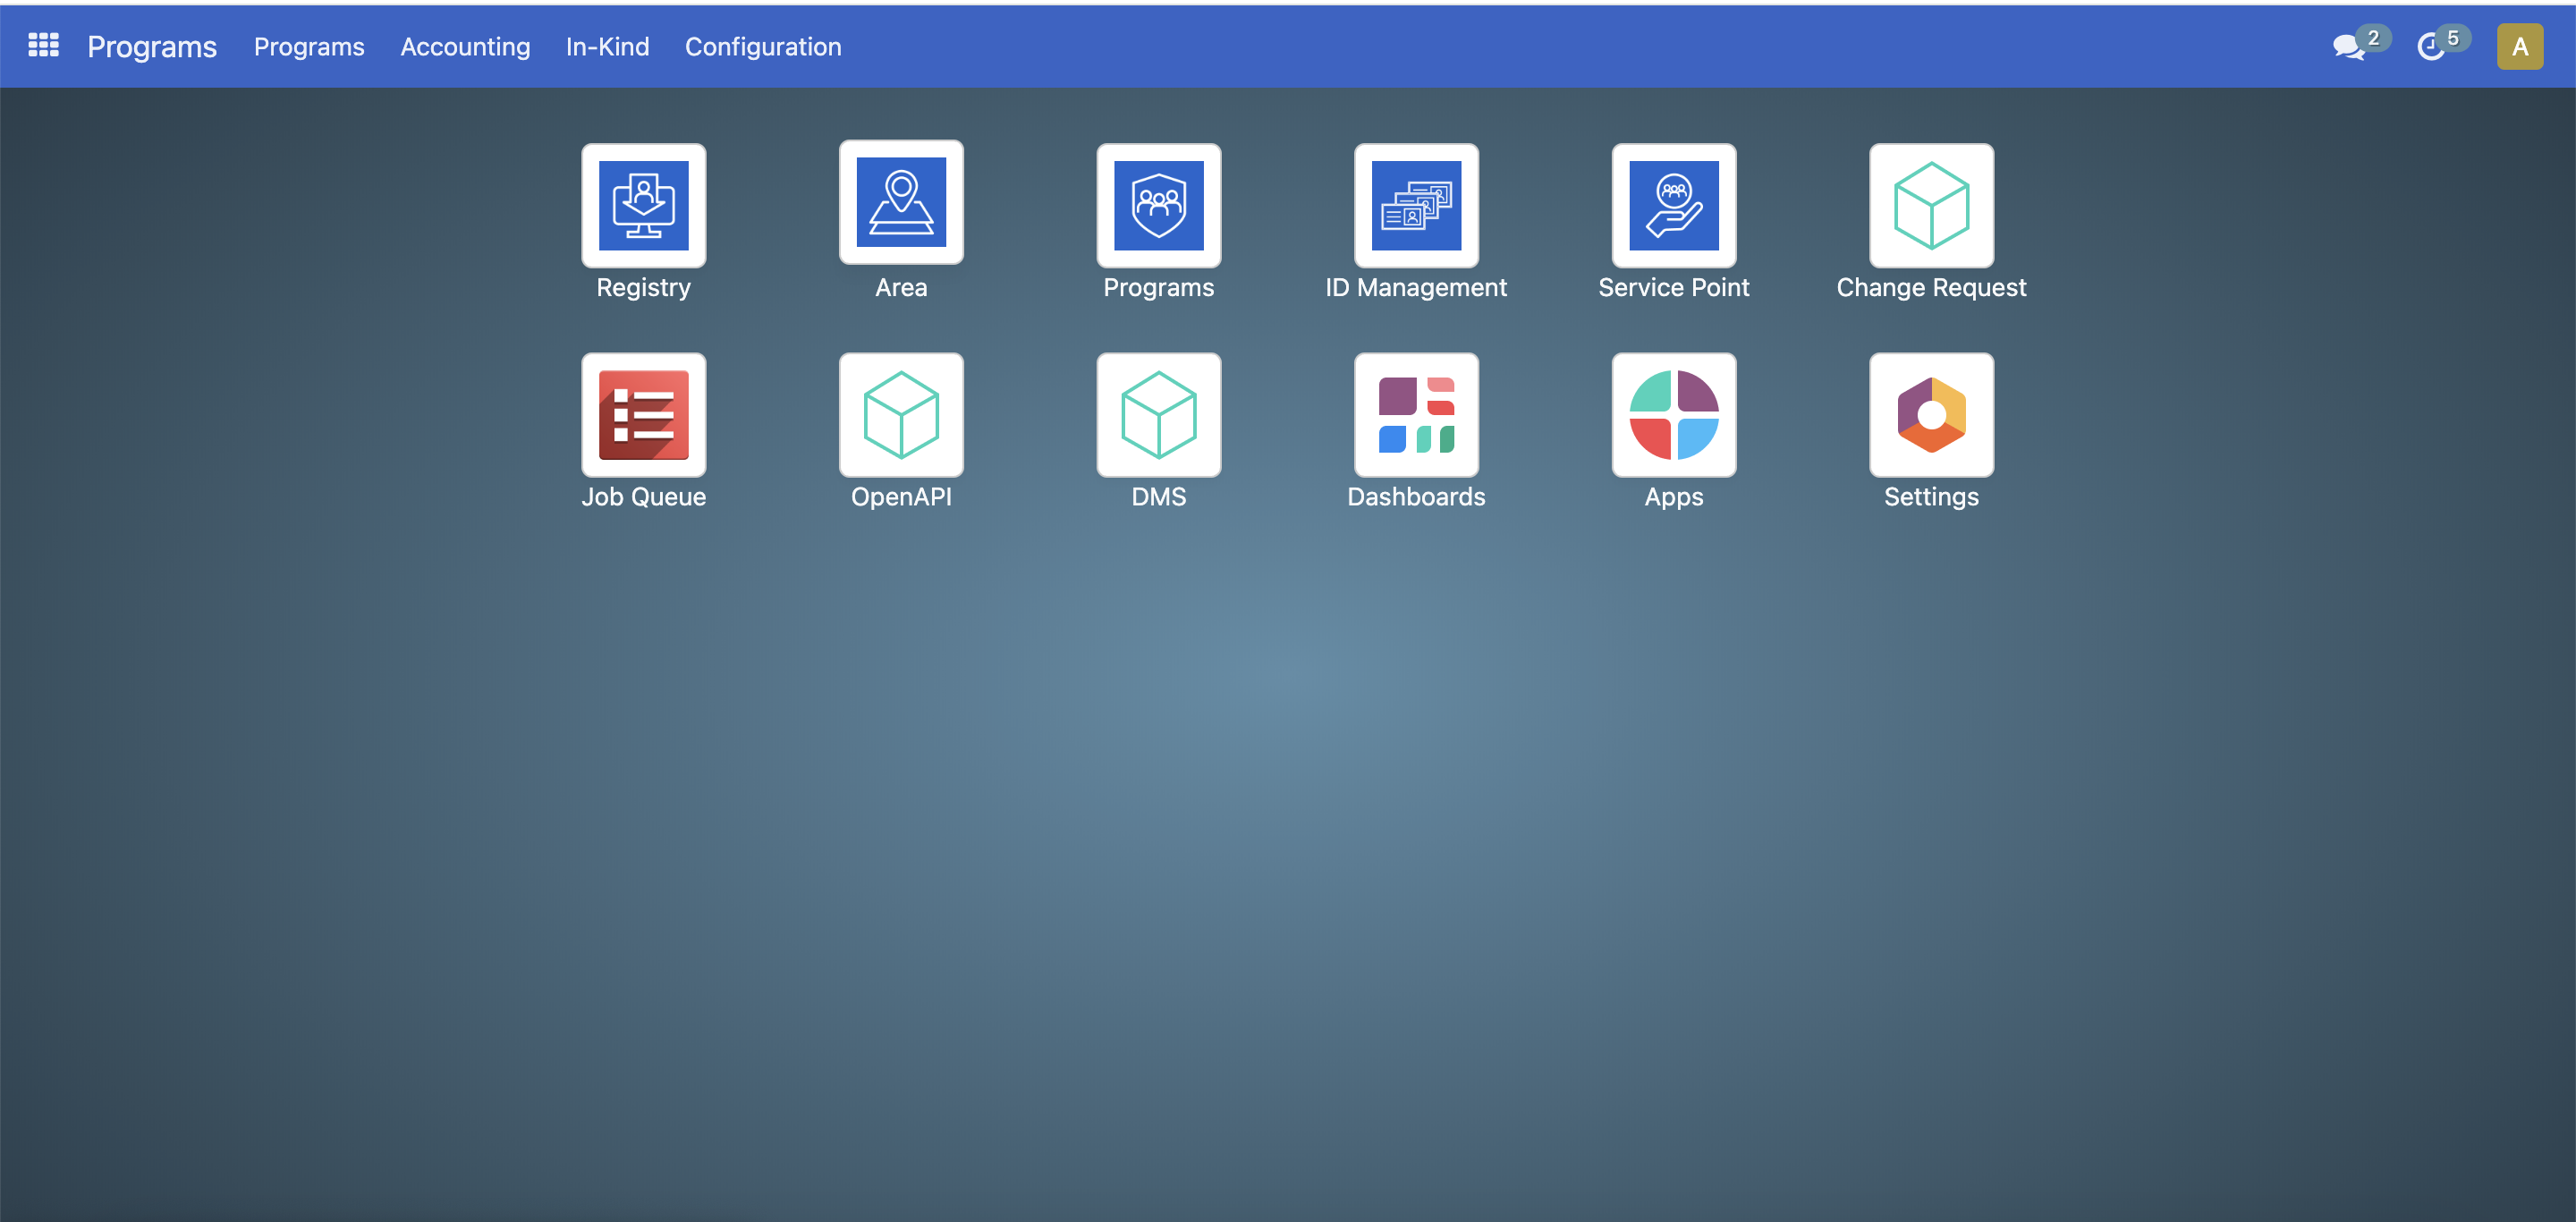 Programs Programs Accounting In-Kind Configuration 2 5 A
Registry Area Programs ID Management Service Point Change Request
Job Queue OpenAPI DMS Dashboards Apps Settings